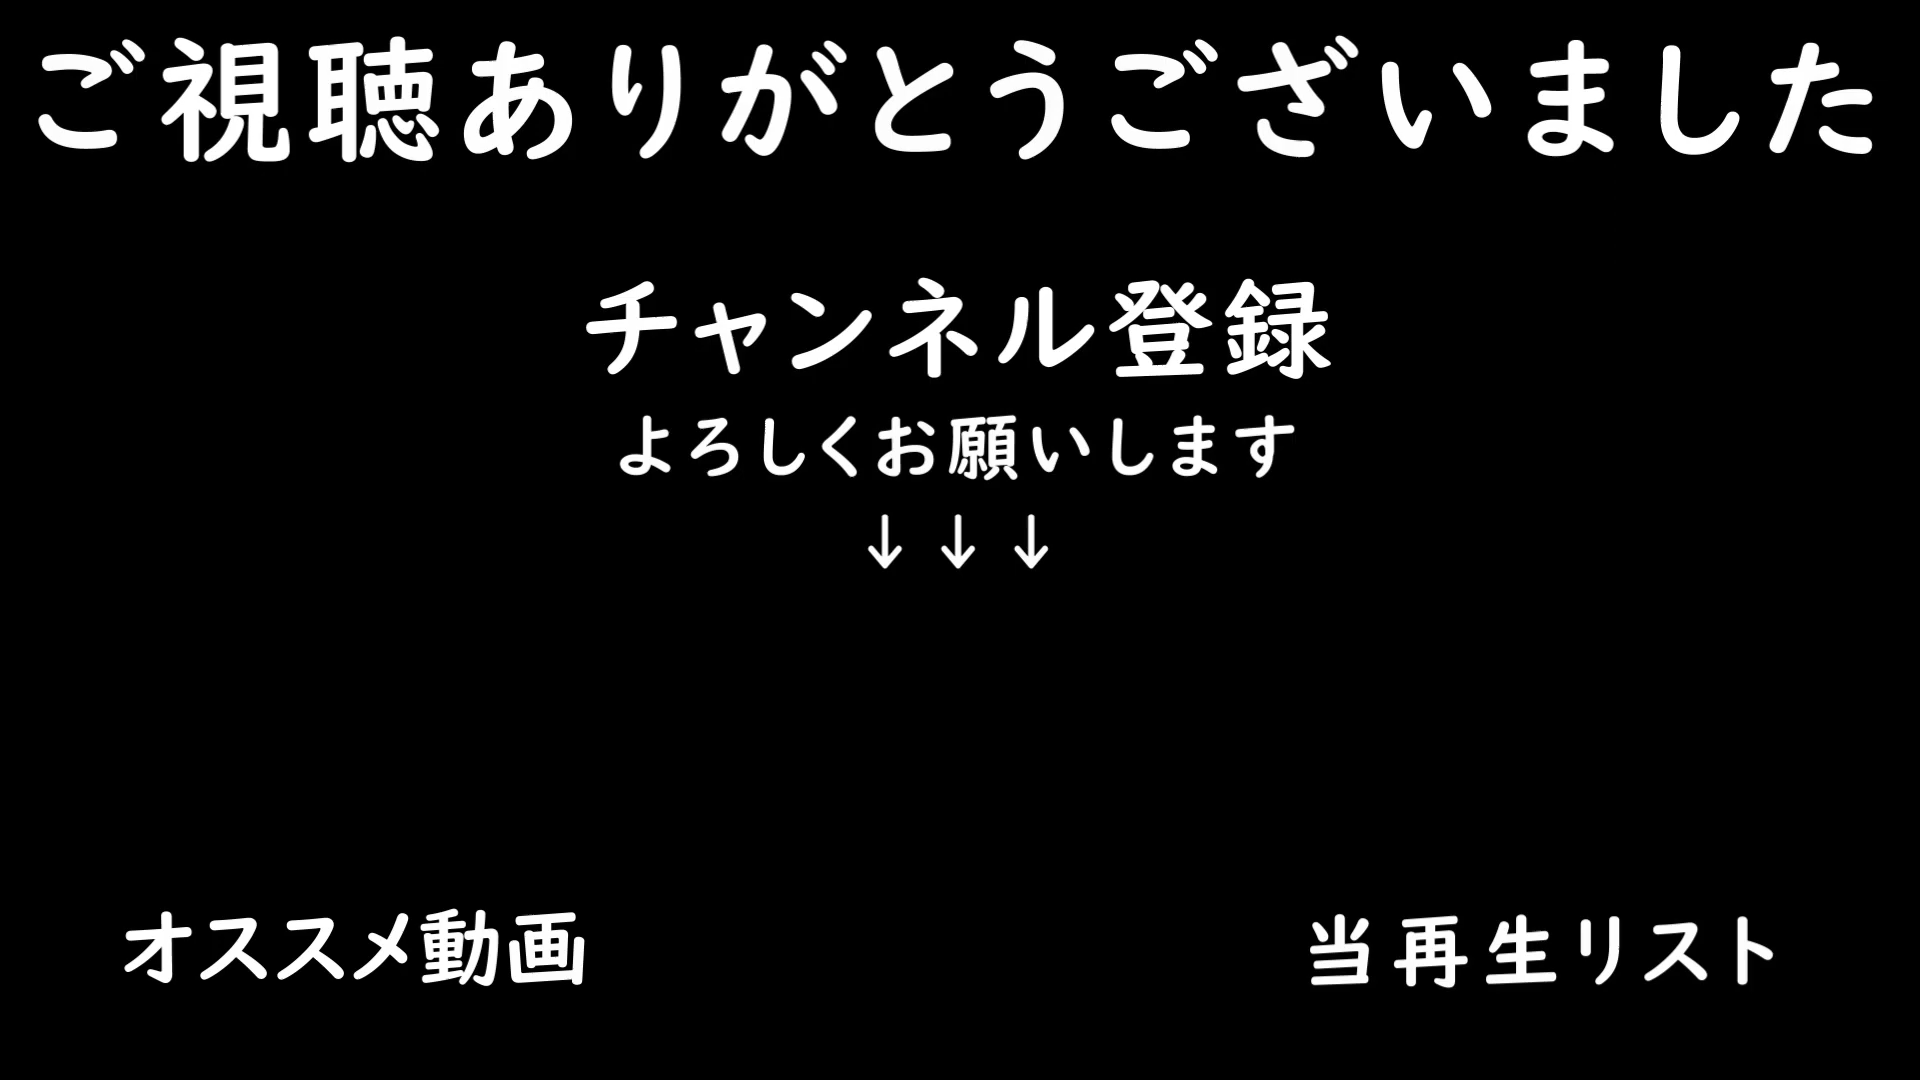 ご視聴ありがとうございました
チャンネル登録
よろしくお願いします
↓ ↓ ↓
オススメ動画
当再生リスト